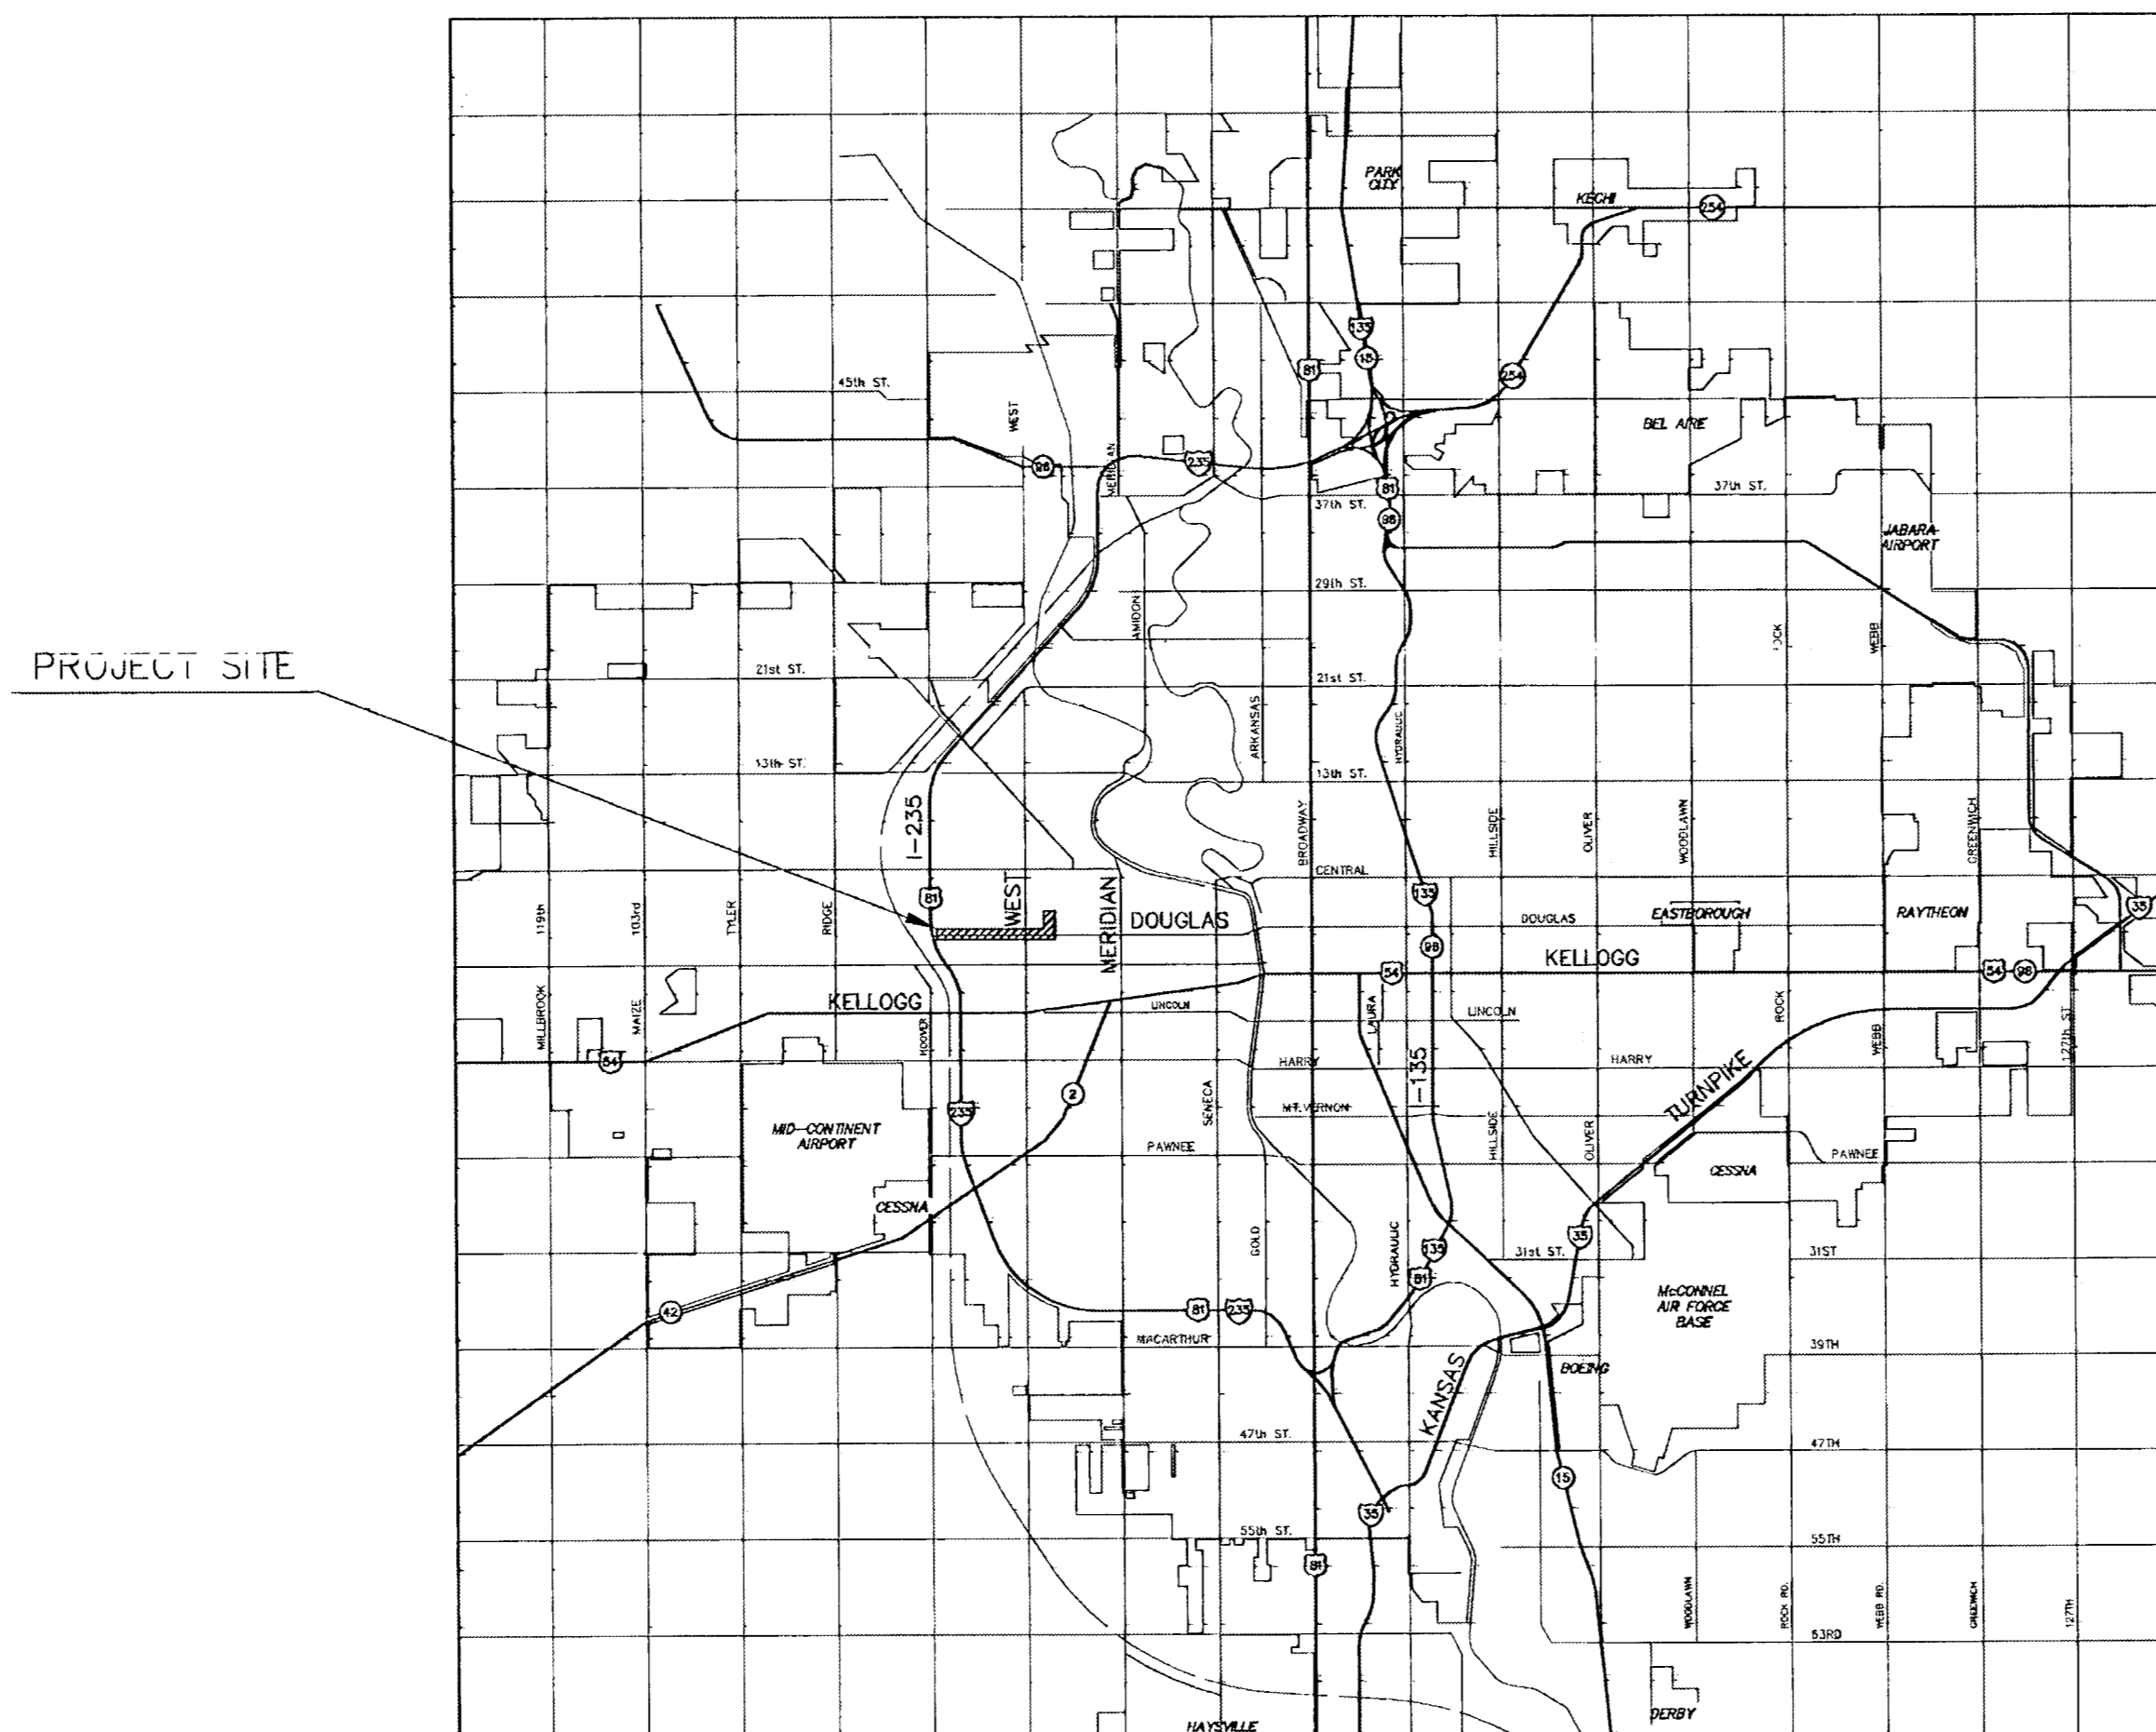 PARK
CITY
KECHI
254
135
15
81
254
45th ST.
WEST
BEL AIRE
96
MERIDIAN
235
81
37th ST.
37th ST.
96
JABARA
AIRPORT
29th ST.
AMIDON
WEBB
PROJECT SITE
21st ST.
21st ST.
ARKANSAS
HYDRAULIC
13th ST.
13th ST.
I-235
BROADWAY
HILLSIDE
OLIVER
WOODLAWN
GREENWICH
CENTRAL
81
WEST
MERIDIAN
135
35
119th
103rd
TYLER
RIDGE
DOUGLAS
DOUGLAS
EASTBOROUGH
RAYTHEON
96
KELLOGG
54
54
96
MILLBROOK
MAIZE
KELLOGG
HOOVER
LINCOLN
LAURA
LINCOLN
ROCK
WEBB
127th ST
54
HARRY
HARRY
I-135
TURNPIKE
2
235
SENECA
MT. VERNON
HILLSIDE
OLIVER
MID-CONTINENT
AIRPORT
PAWNEE
PAWNEE
CESSNA
CESSNA
GOLD
HYDRAULIC
135
35
31st ST.
31ST
81
McCONNEL
AIR FORCE
BASE
42
81
235
MACARTHUR
39TH
BOEING
KANSAS
47th ST.
47TH
15
35
55th ST.
55TH
81
WOODLAWN
ROCK RD.
WEBB RD.
GREENWICH
127TH
63RD
DERBY
HAYSVILLE